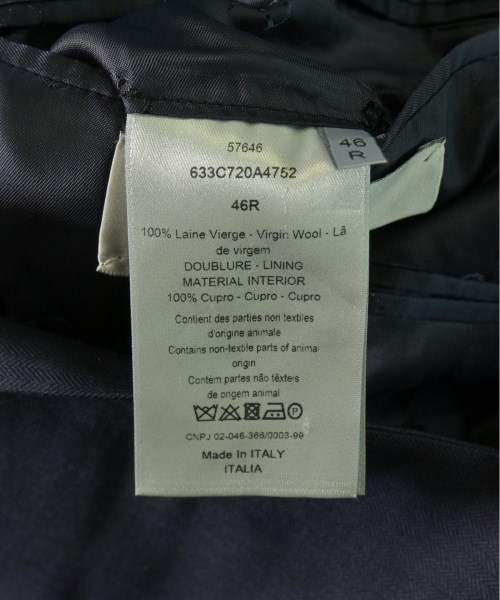 57646
46
R
633C720A4752
46R
100% Laine Vierge - Virgin Wool - Lã
de virgem
DOUBLURE - LINING
MATERIAL INTERIOR
100% Cupro - Cupro - Cupro
Contient des parties non textiles
d'origine animale
Contains non-textile parts of animal
origin
Contém partes não têxteis
de origem animal
P
CNPJ 02-046-366/0003-99
Made In ITALY
ITALIA